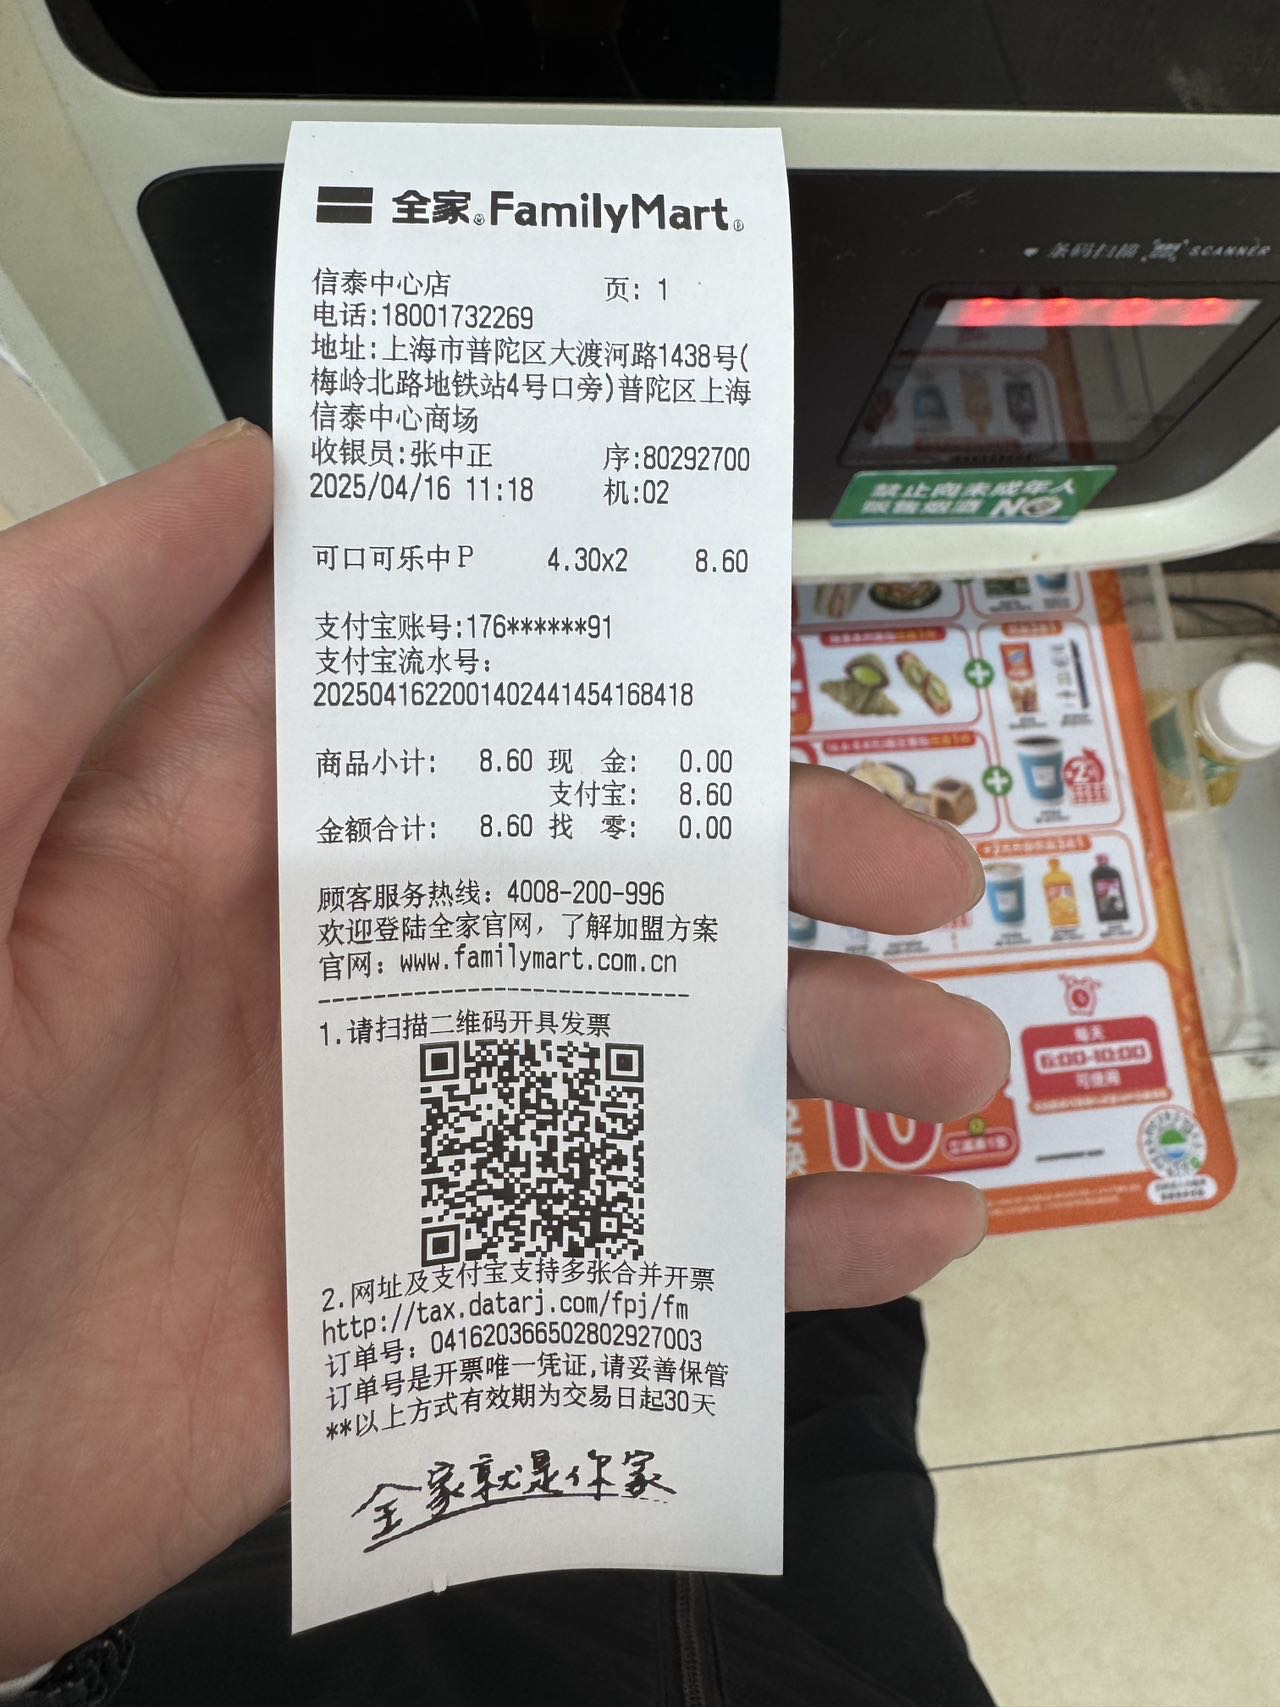 全家 FamilyMart
信泰中心店 页: 1
电话:18001732269
地址:上海市普陀区大渡河路1438号(
梅岭北路地铁站4号口旁)普陀区上海
信泰中心商场
收银员:张中正 序:80292700
2025/04/16 11:18 机:02
可口可乐中P 4.30x2 8.60
支付宝账号:176******91
支付宝流水号:
2025041622001402441454168418
商品小计: 8.60 现 金: 0.00
支付宝: 8.60
金额合计: 8.60 找 零: 0.00
顾客服务热线: 4008-200-996
欢迎登陆全家官网, 了解加盟方案
官网: www.familymart.com.cn
1.请扫描二维码开具发票
2.网址及支付宝支持多张合并开票
http://tax.datarj.com/fpj/fm
订单号: 0416203665028029​27003
订单号是开票唯一凭证,请妥善保管
**以上方式有效期为交易日起30天
全家就是你家
条码扫描 SCANNER
禁止向未成年人
贩售烟酒 NO
每天
6:00-10:00
可使用
10